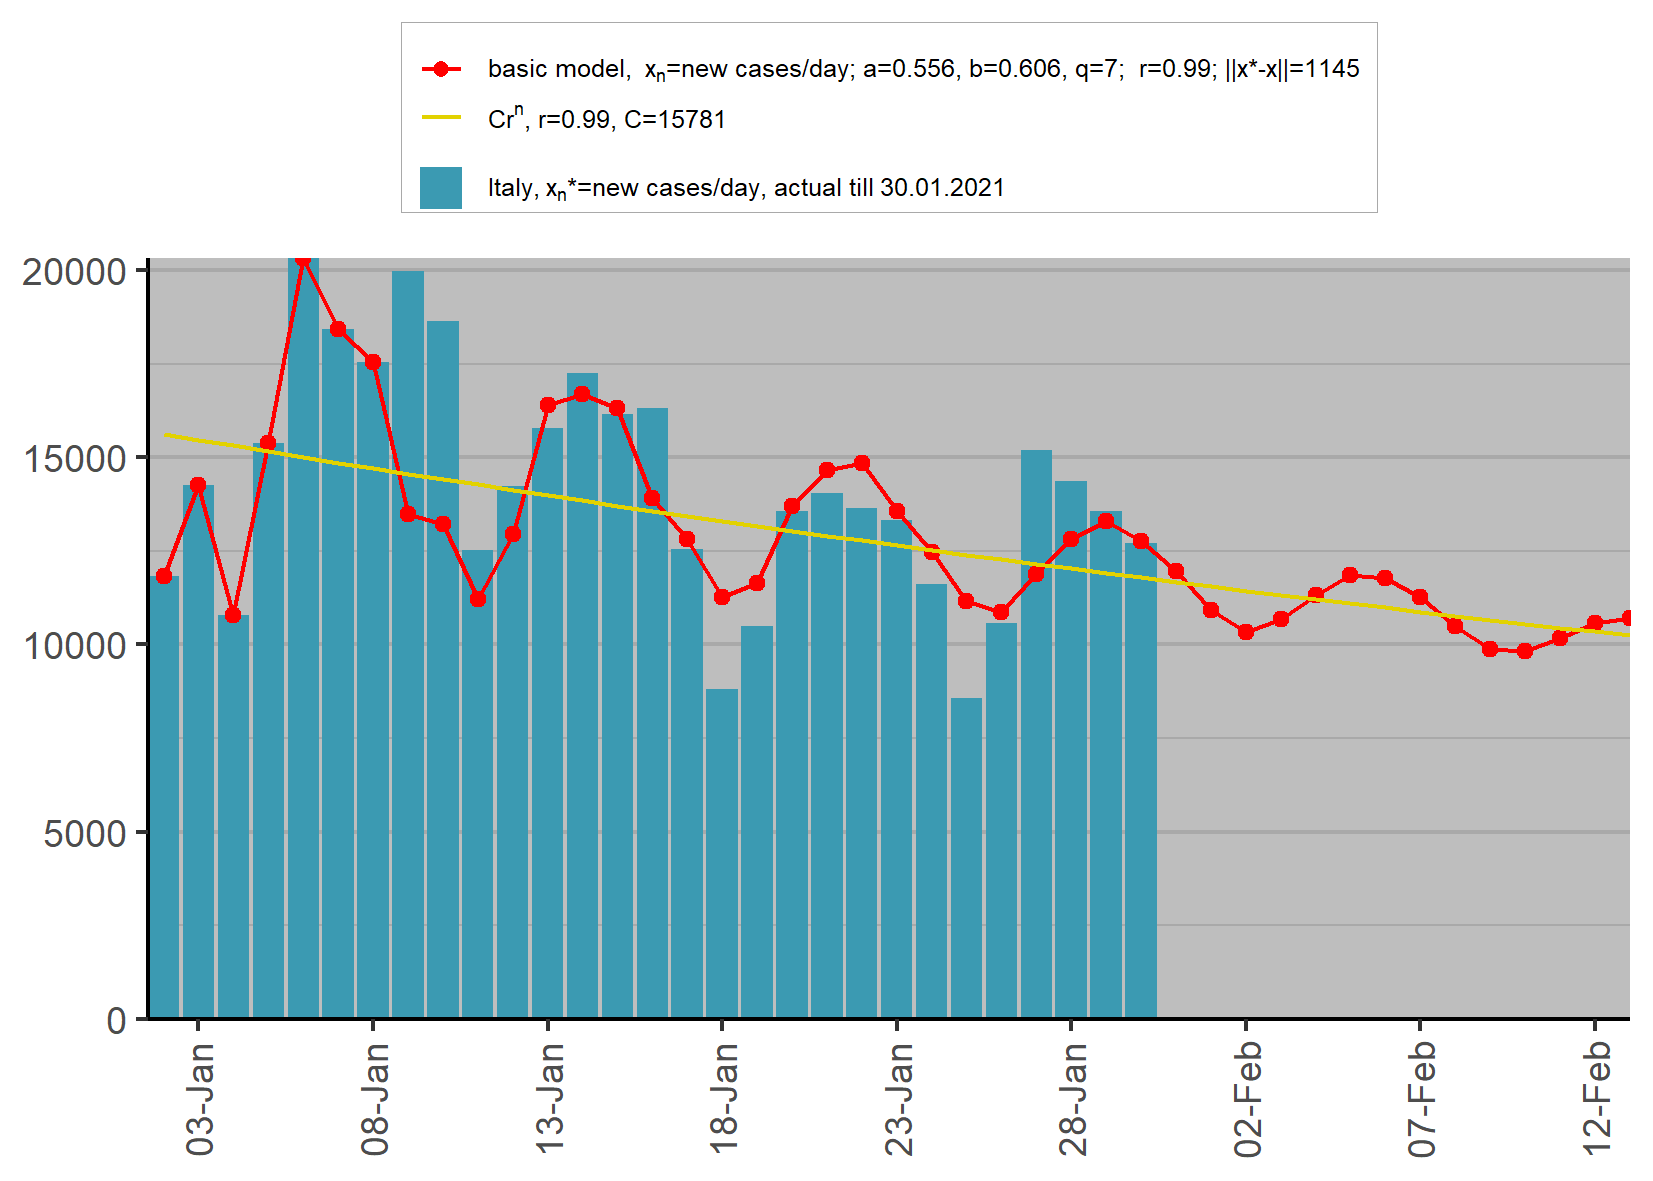 basic model, xₙ=new cases/day; a=0.556, b=0.606, q=7; r=0.99; ||x*-x||=1145
Crⁿ, r=0.99, C=15781
Italy, xₙ*=new cases/day, actual till 30.01.2021
20000
15000
10000
5000
0
03-Jan
08-Jan
13-Jan
18-Jan
23-Jan
28-Jan
02-Feb
07-Feb
12-Feb